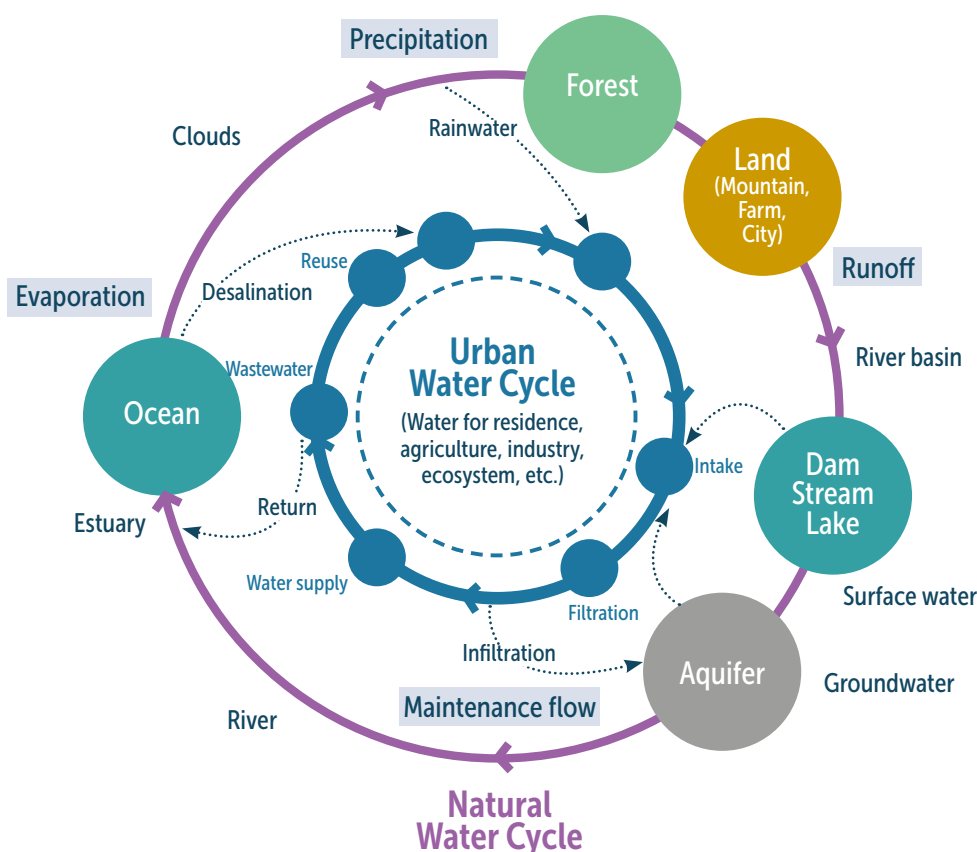 Precipitation
Forest
Clouds
Rainwater
Land
(Mountain,
Farm,
City)
Reuse
Runoff
Evaporation
Desalination
Urban
Water Cycle
(Water for residence,
agriculture, industry,
ecosystem, etc.)
River basin
Wastewater
Ocean
Intake
Dam
Stream
Lake
Return
Estuary
Water supply
Surface water
Filtration
Infiltration
Aquifer
Groundwater
Maintenance flow
River
Natural
Water Cycle